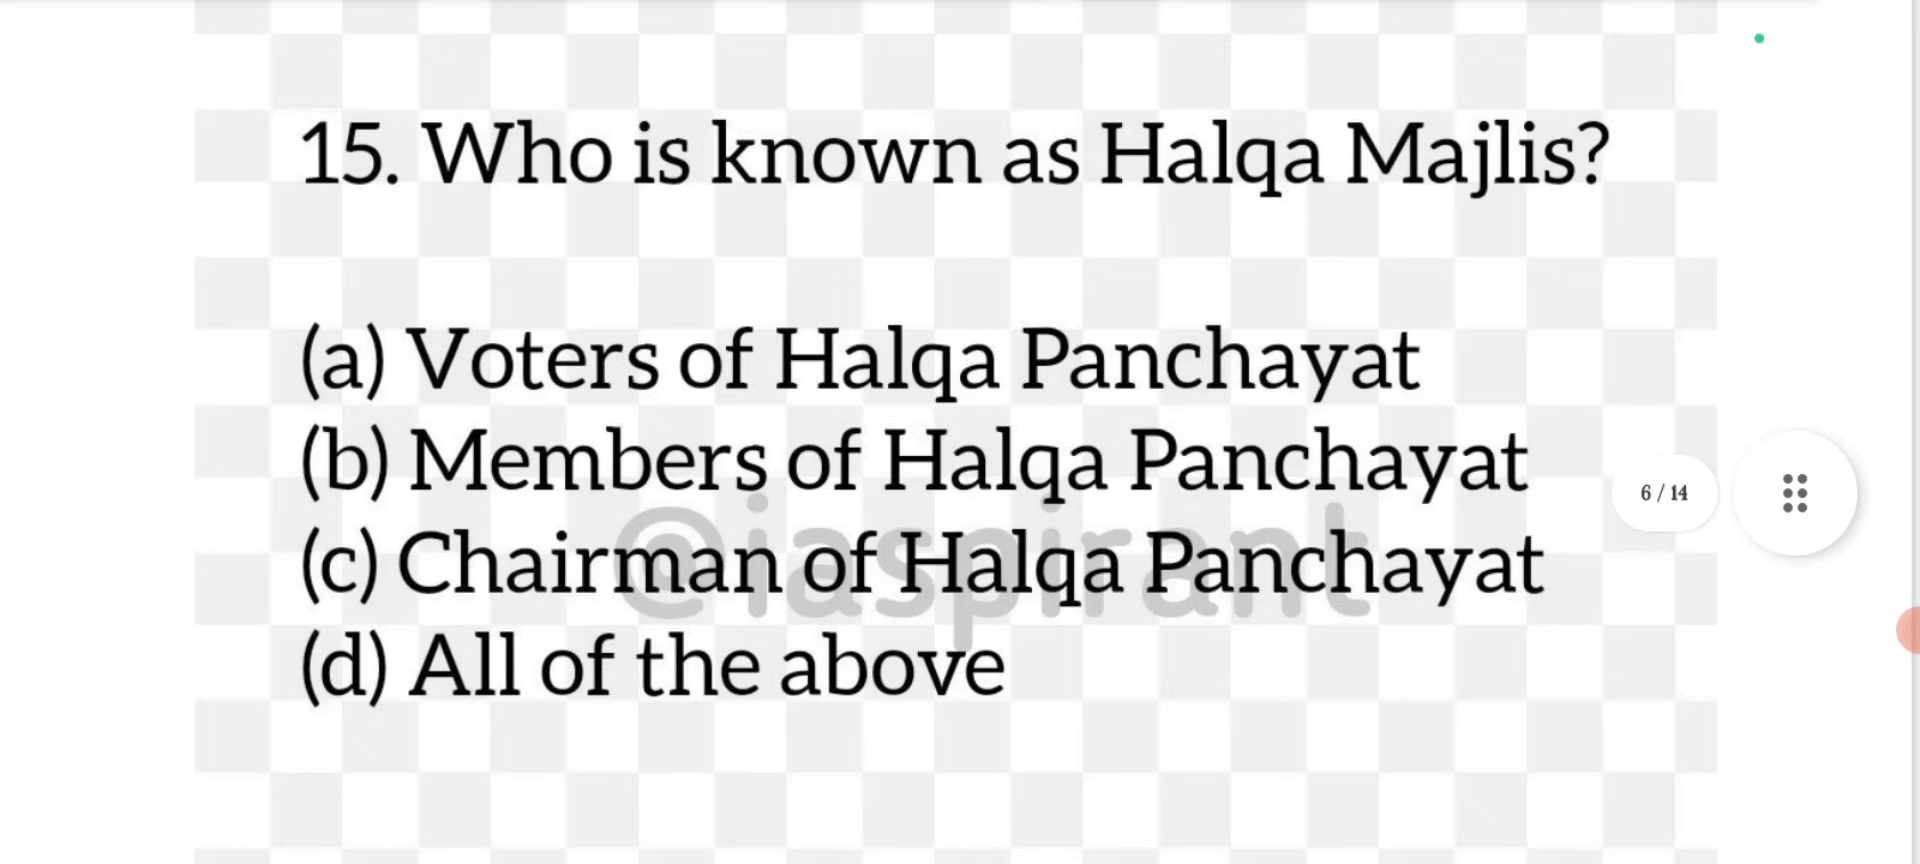 15. Who is known as Halqa Majlis?
(a) Voters of Halqa Panchayat
(b) Members of Halqa Panchayat
(c) Chairman of Halqa Panchayat
(d) All of the above
@iaspirant
6 / 14